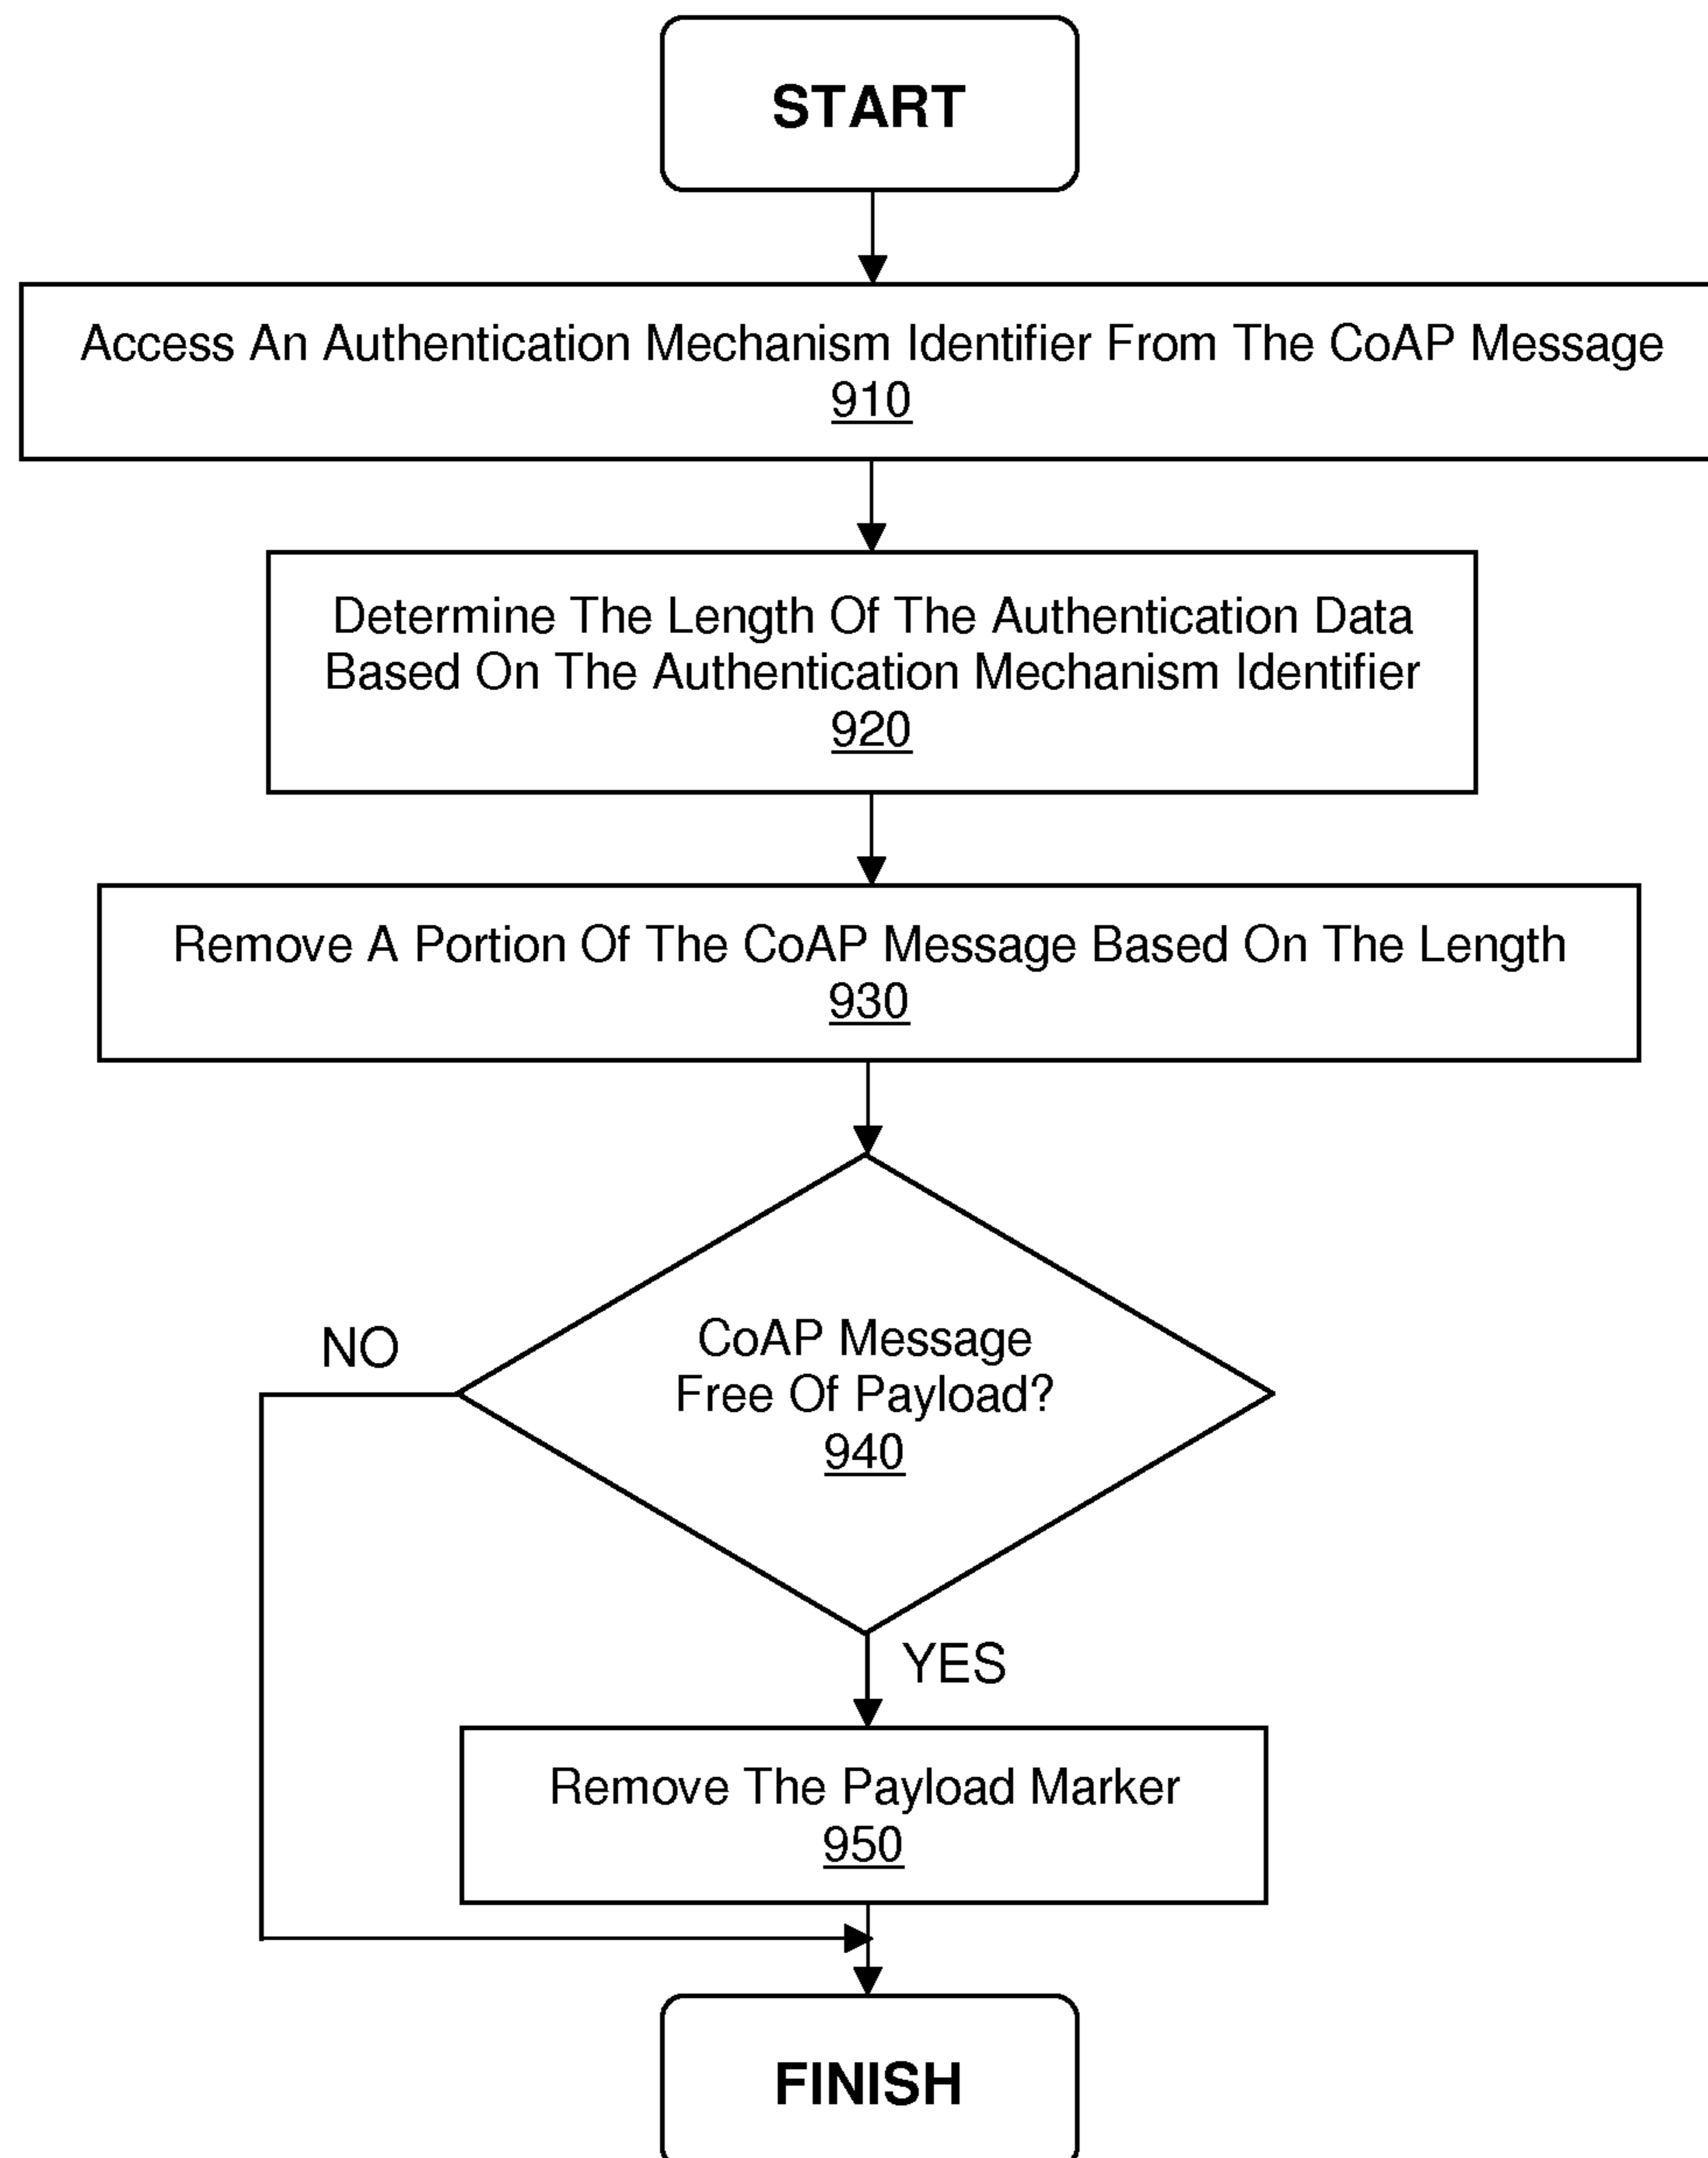 START
Access An Authentication Mechanism Identifier From The CoAP Message
910
Determine The Length Of The Authentication Data
Based On The Authentication Mechanism Identifier
920
Remove A Portion Of The CoAP Message Based On The Length
930
CoAP Message
Free Of Payload?
940
NO
YES
Remove The Payload Marker
950
FINISH